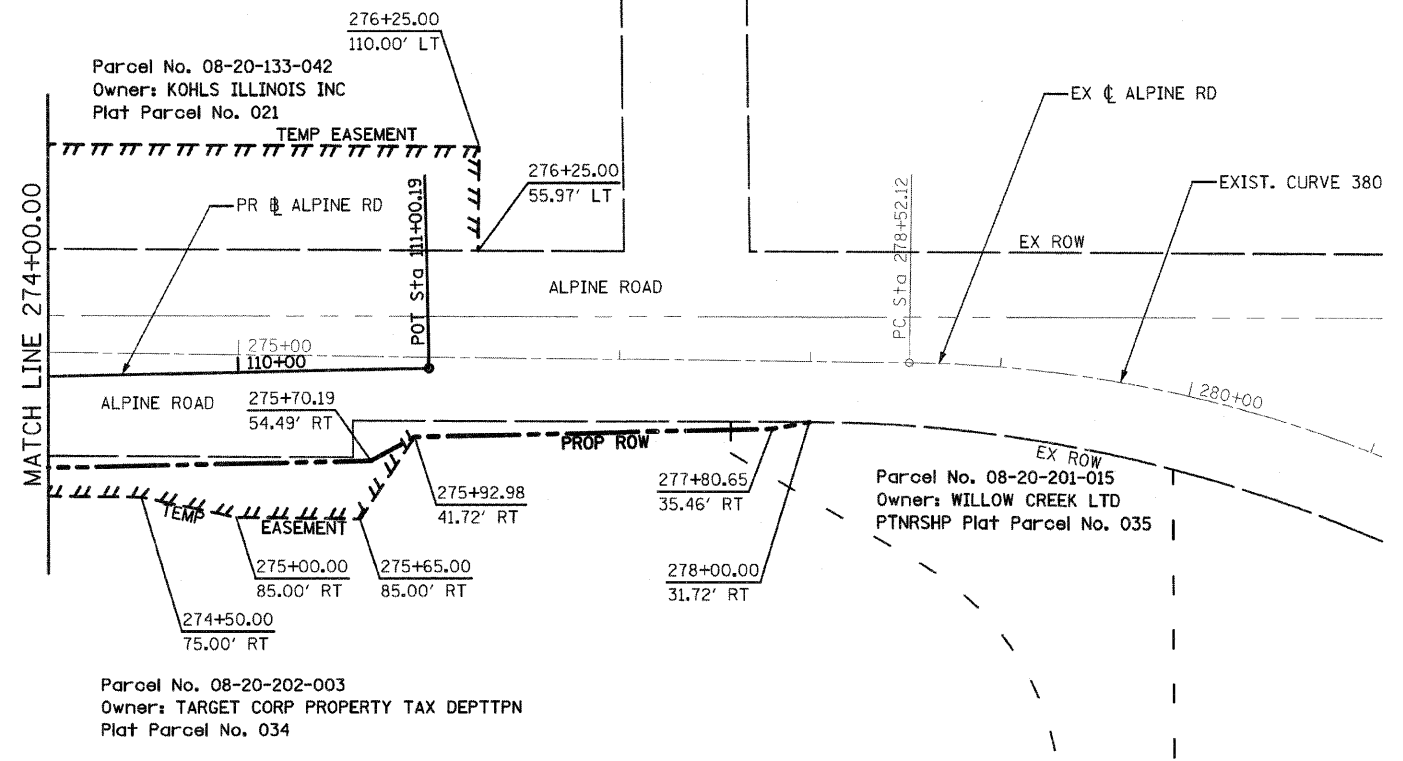 276+25.00
110.00' LT
Parcel No. 08-20-133-042
Owner: KOHLS ILLINOIS INC
Plat Parcel No. 021
TEMP EASEMENT
EX ℄ ALPINE RD
276+25.00
55.97' LT
EXIST. CURVE 380
PR ⅊ ALPINE RD
MATCH LINE 274+00.00
POT Sta 111+00.19
PC Sta 278+52.12
EX ROW
ALPINE ROAD
275+00
110+00
280+00
ALPINE ROAD
275+70.19
54.49' RT
PROP ROW
EX ROW
275+92.98
41.72' RT
277+80.65
35.46' RT
Parcel No. 08-20-201-015
Owner: WILLOW CREEK LTD
PTNRSHP Plat Parcel No. 035
TEMP EASEMENT
275+00.00
85.00' RT
275+65.00
85.00' RT
278+00.00
31.72' RT
274+50.00
75.00' RT
Parcel No. 08-20-202-003
Owner: TARGET CORP PROPERTY TAX DEPTTPN
Plat Parcel No. 034